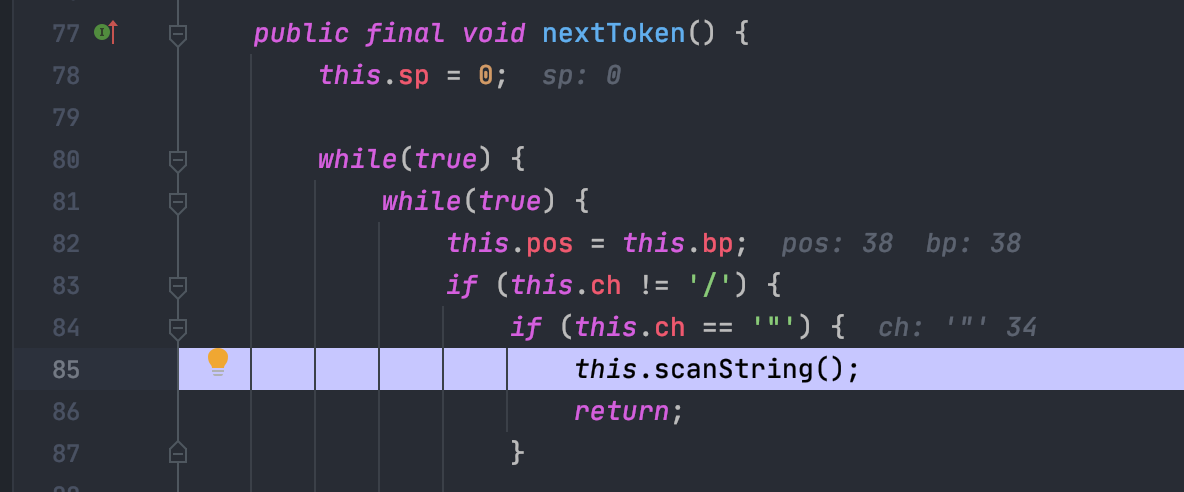 77 I public final void nextToken() {
78 this.sp = 0; sp: 0
79
80 while(true) {
81 while(true) {
82 this.pos = this.bp; pos: 38 bp: 38
83 if (this.ch != '/') {
84 if (this.ch == '"') { ch: '"' 34
85 this.scanString();
86 return;
87 }